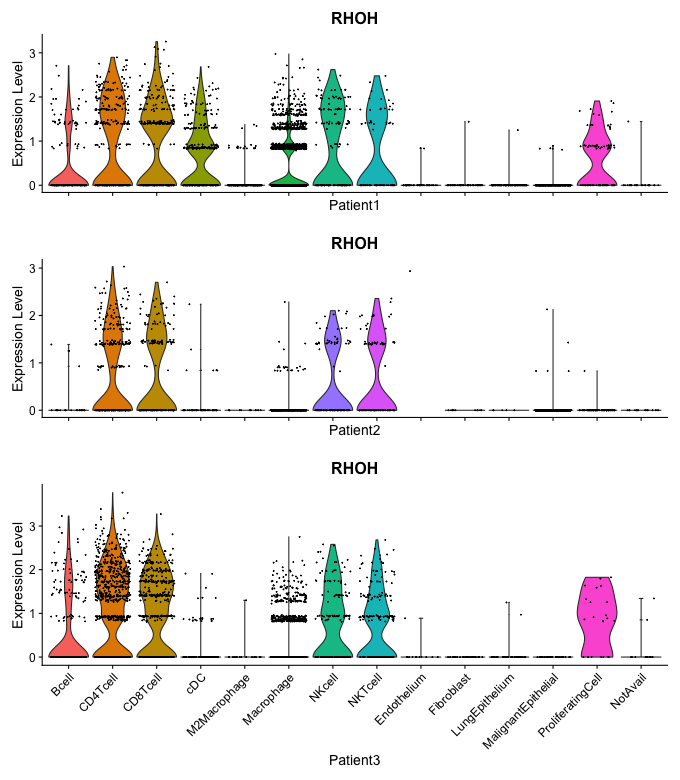 RHOH
Expression Level
3
2
1
0
Patient1
RHOH
Expression Level
3
2
1
0
Patient2
RHOH
Expression Level
3
2
1
0
Bcell
CD4Tcell
CD8Tcell
cDC
M2Macrophage
Macrophage
NKcell
NKTcell
Endothelium
Fibroblast
LungEpithelium
MalignantEpithelial
ProliferatingCell
NotAvail
Patient3